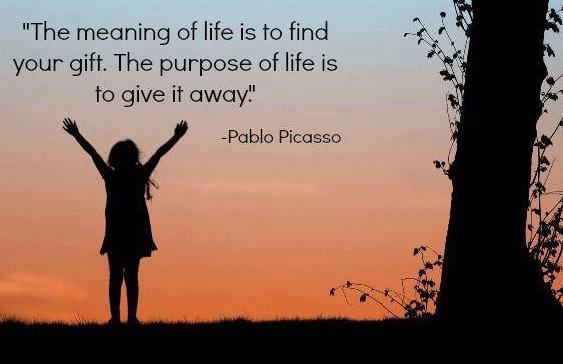 "The meaning of life is to find
your gift. The purpose of life is
to give it away."
-Pablo Picasso